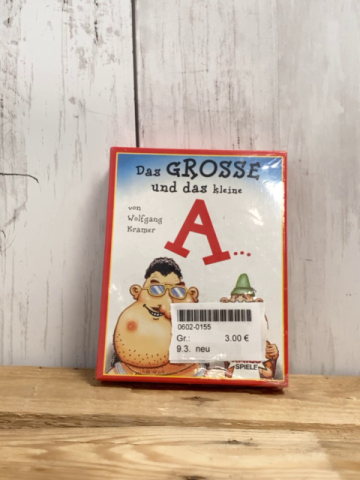 Das GROSSE
und das kleine
von
Wolfgang
Kramer
A...
0602-0155
Gr.: 3.00 €
9.3. neu
SPIELE